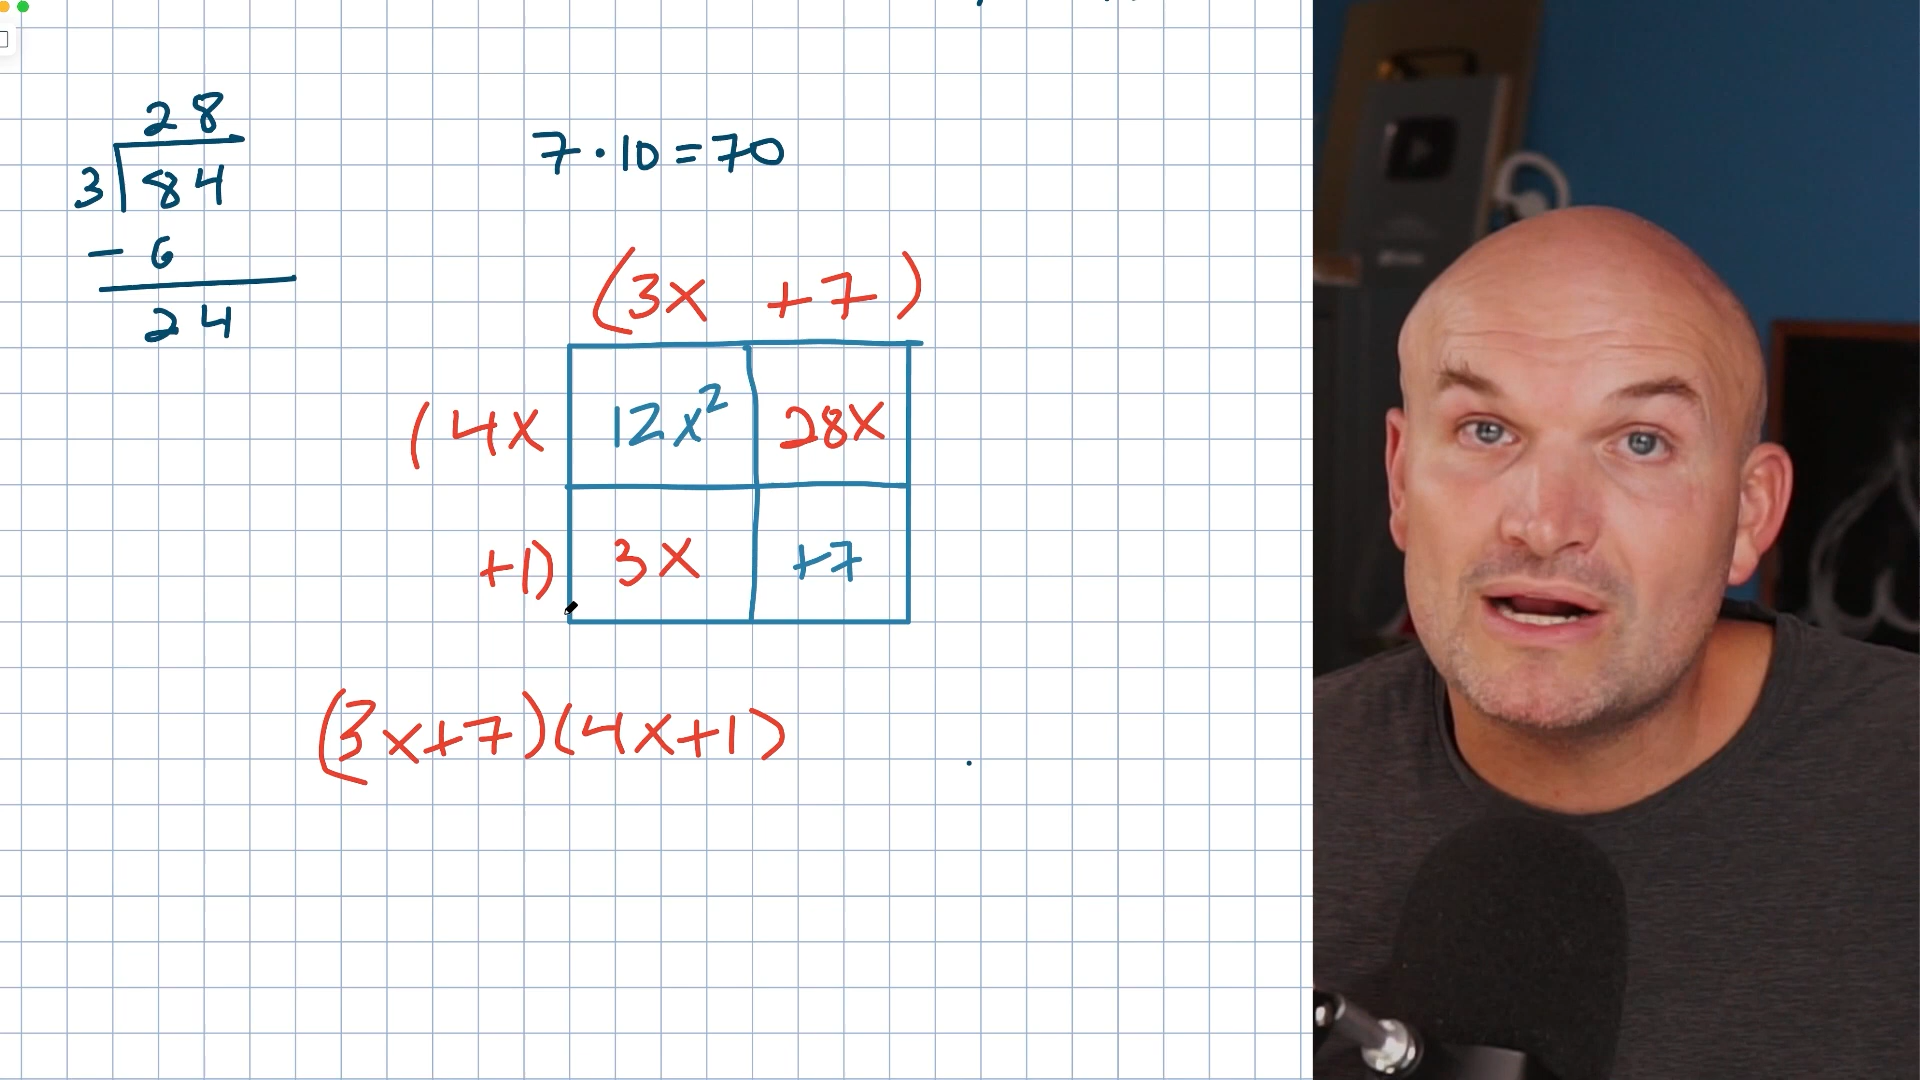 28
3 84
7·10=70
- 6
24
(3x +7)
(4x 12x² 28x
+1) 3x +7
(3x+7)(4x+1)